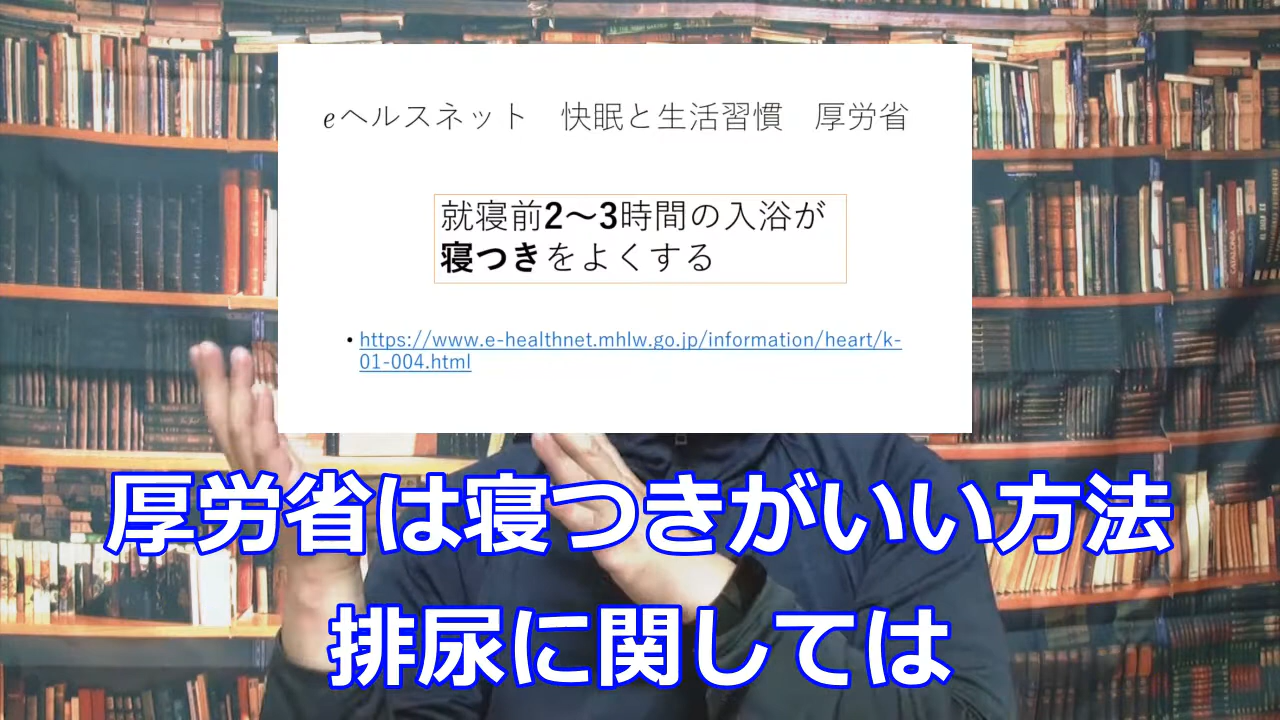 eヘルスネット　快眠と生活習慣　厚労省
就寝前2～3時間の入浴が
寝つきをよくする
• https://www.e-healthnet.mhlw.go.jp/information/heart/k-
01-004.html
厚労省は寝つきがいい方法
排尿に関しては